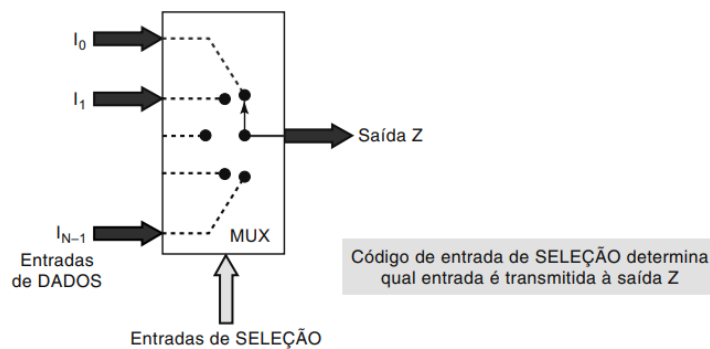 I0
I1
Saída Z
IN–1
MUX
Entradas
de DADOS
Código de entrada de SELEÇÃO determina
qual entrada é transmitida à saída Z
Entradas de SELEÇÃO